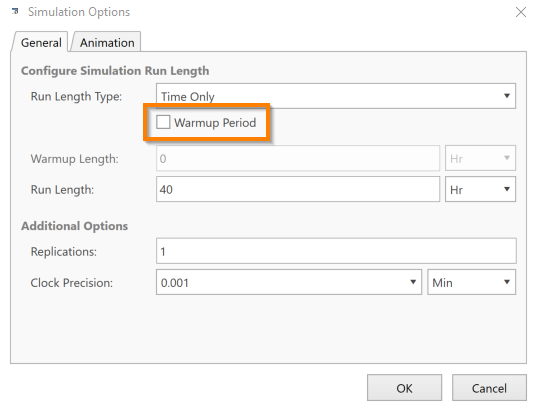 Simulation Options
General Animation
Configure Simulation Run Length
Run Length Type: Time Only
Warmup Period
Warmup Length: 0 Hr
Run Length: 40 Hr
Additional Options
Replications: 1
Clock Precision: 0.001 Min
OK Cancel